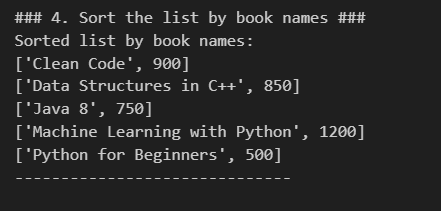 ### 4. Sort the list by book names ###
Sorted list by book names:
['Clean Code', 900]
['Data Structures in C++', 850]
['Java 8', 750]
['Machine Learning with Python', 1200]
['Python for Beginners', 500]
------------------------------